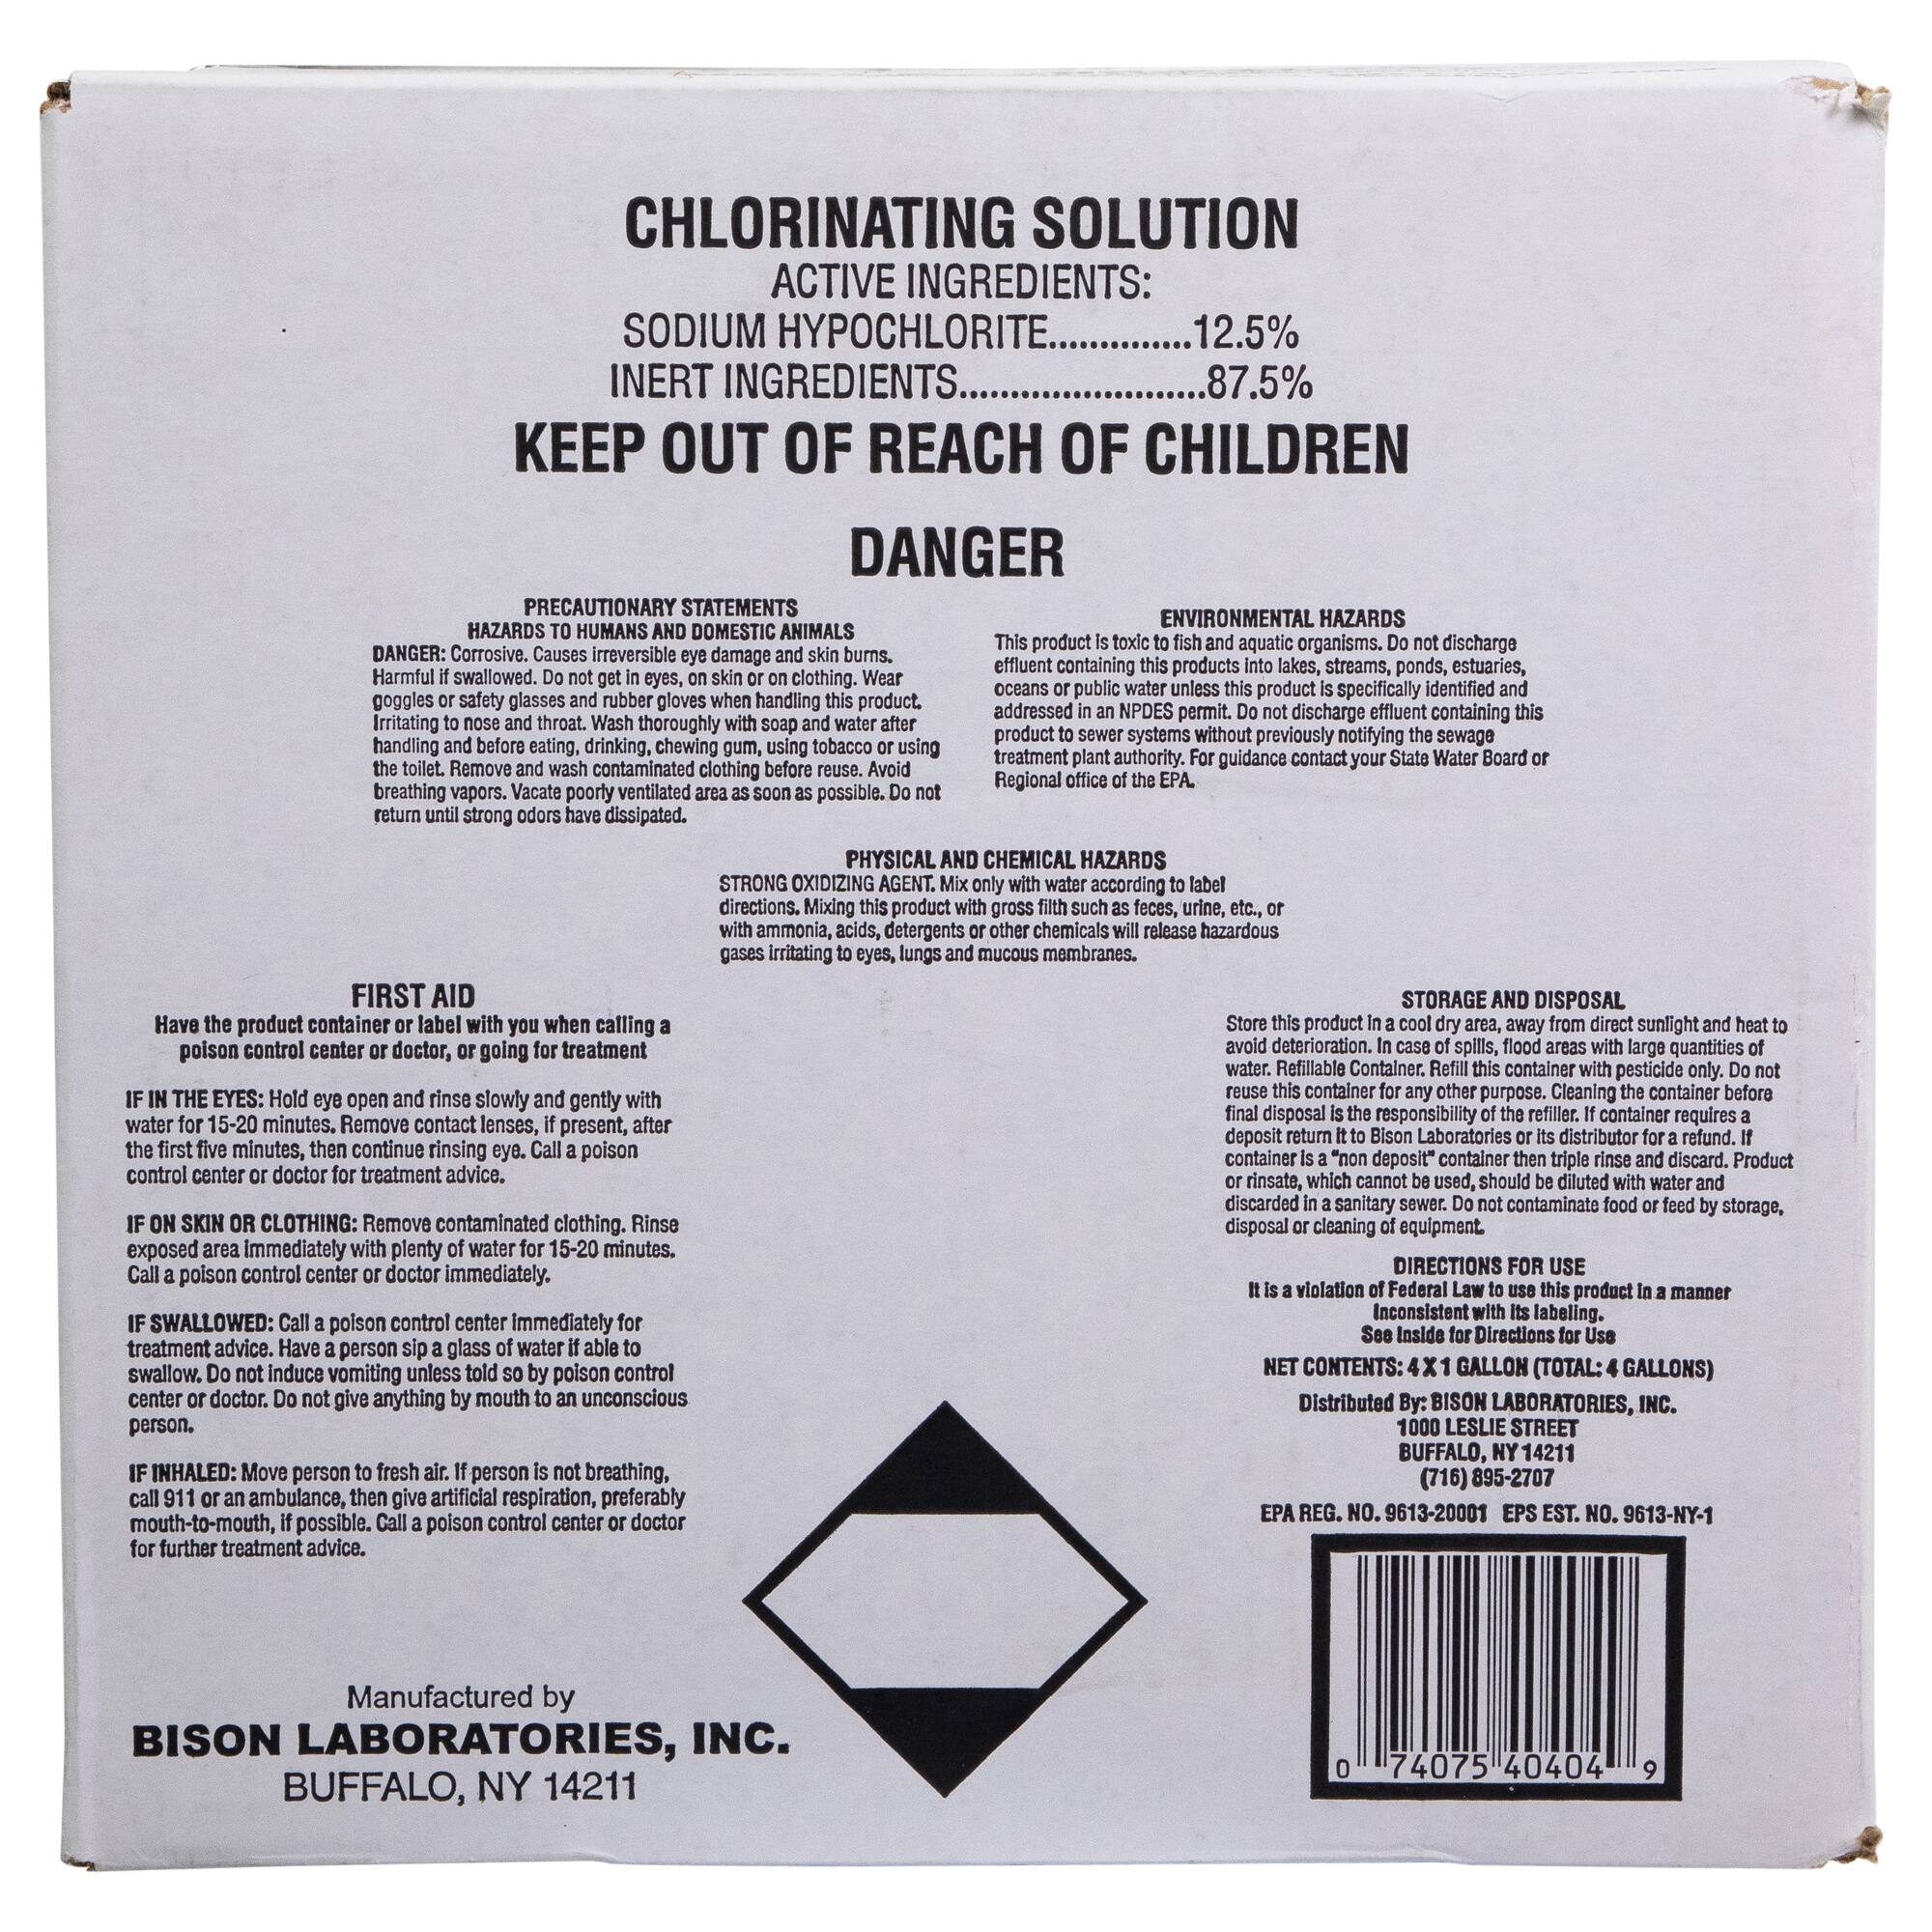 CHLORINATING SOLUTION
ACTIVE INGREDIENTS:
SODIUM HYPOCHLORITE..............12.5%
INERT INGREDIENTS........................87.5%
KEEP OUT OF REACH OF CHILDREN
DANGER
PRECAUTIONARY STATEMENTS
HAZARDS TO HUMANS AND DOMESTIC ANIMALS
DANGER: Corrosive. Causes irreversible eye damage and skin burns.
Harmful if swallowed. Do not get in eyes, on skin or on clothing. Wear
goggles or safety glasses and rubber gloves when handling this product.
Irritating to nose and throat. Wash thoroughly with soap and water after
handling and before eating, drinking, chewing gum, using tobacco or using
the toilet. Remove and wash contaminated clothing before reuse. Avoid
breathing vapors. Vacate poorly ventilated area as soon as possible. Do not
return until strong odors have dissipated.
ENVIRONMENTAL HAZARDS
This product is toxic to fish and aquatic organisms. Do not discharge
effluent containing this products into lakes, streams, ponds, estuaries,
oceans or public water unless this product is specifically identified and
addressed in an NPDES permit. Do not discharge effluent containing this
product to sewer systems without previously notifying the sewage
treatment plant authority. For guidance contact your State Water Board or
Regional office of the EPA.
PHYSICAL AND CHEMICAL HAZARDS
STRONG OXIDIZING AGENT. Mix only with water according to label
directions. Mixing this product with gross filth such as feces, urine, etc., or
with ammonia, acids, detergents or other chemicals will release hazardous
gases irritating to eyes, lungs and mucous membranes.
FIRST AID
Have the product container or label with you when calling a
poison control center or doctor, or going for treatment
IF IN THE EYES: Hold eye open and rinse slowly and gently with
water for 15-20 minutes. Remove contact lenses, if present, after
the first five minutes, then continue rinsing eye. Call a poison
control center or doctor for treatment advice.
IF ON SKIN OR CLOTHING: Remove contaminated clothing. Rinse
exposed area immediately with plenty of water for 15-20 minutes.
Call a poison control center or doctor immediately.
IF SWALLOWED: Call a poison control center immediately for
treatment advice. Have a person sip a glass of water if able to
swallow. Do not induce vomiting unless told so by poison control
center or doctor. Do not give anything by mouth to an unconscious
person.
IF INHALED: Move person to fresh air. If person is not breathing,
call 911 or an ambulance, then give artificial respiration, preferably
mouth-to-mouth, if possible. Call a poison control center or doctor
for further treatment advice.
Manufactured by
BISON LABORATORIES, INC.
BUFFALO, NY 14211
STORAGE AND DISPOSAL
Store this product in a cool dry area, away from direct sunlight and heat to
avoid deterioration. In case of spills, flood areas with large quantities of
water. Refillable Container. Refill this container with pesticide only. Do not
reuse this container for any other purpose. Cleaning the container before
final disposal is the responsibility of the refiller. If container requires a
deposit return it to Bison Laboratories or its distributor for a refund. If
container is a "non deposit" container then triple rinse and discard. Product
or rinsate, which cannot be used, should be diluted with water and
discarded in a sanitary sewer. Do not contaminate food or feed by storage,
disposal or cleaning of equipment.
DIRECTIONS FOR USE
It is a violation of Federal Law to use this product in a manner
inconsistent with its labeling.
See Inside for Directions for Use
NET CONTENTS: 4 X 1 GALLON (TOTAL: 4 GALLONS)
Distributed By: BISON LABORATORIES, INC.
1000 LESLIE STREET
BUFFALO, NY 14211
(716) 895-2707
EPA REG. NO. 9613-20001 EPS EST. NO. 9613-NY-1
0 74075 40404 9